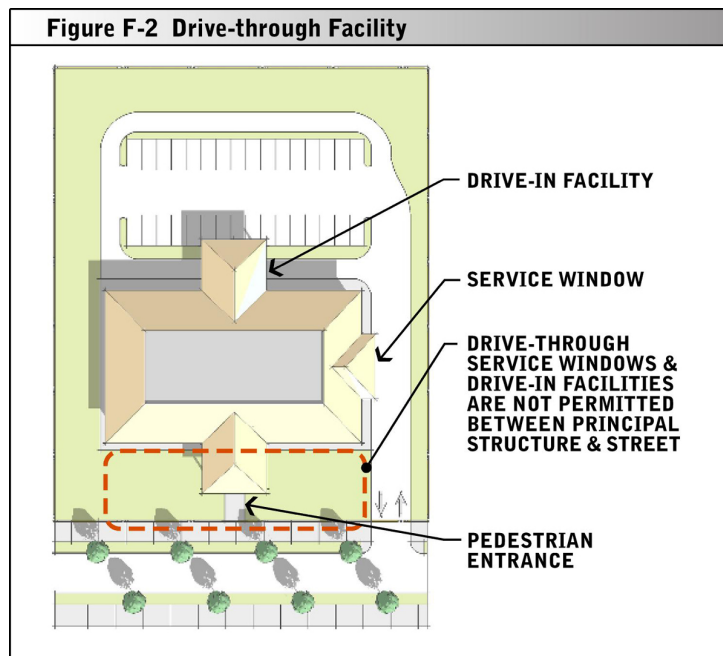 Figure F-2 Drive-through Facility
DRIVE-IN FACILITY
SERVICE WINDOW
DRIVE-THROUGH
SERVICE WINDOWS &
DRIVE-IN FACILITIES
ARE NOT PERMITTED
BETWEEN PRINCIPAL
STRUCTURE & STREET
PEDESTRIAN
ENTRANCE